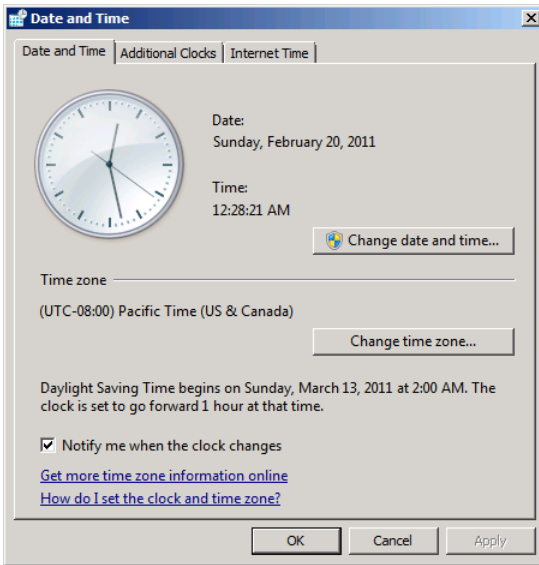 Date and Time
Date and Time
Additional Clocks
Internet Time
Date:
Sunday, February 20, 2011
Time:
12:28:21 AM
Change date and time...
Time zone
(UTC-08:00) Pacific Time (US & Canada)
Change time zone...
Daylight Saving Time begins on Sunday, March 13, 2011 at 2:00 AM. The
clock is set to go forward 1 hour at that time.
Notify me when the clock changes
Get more time zone information online
How do I set the clock and time zone?
OK
Cancel
Apply